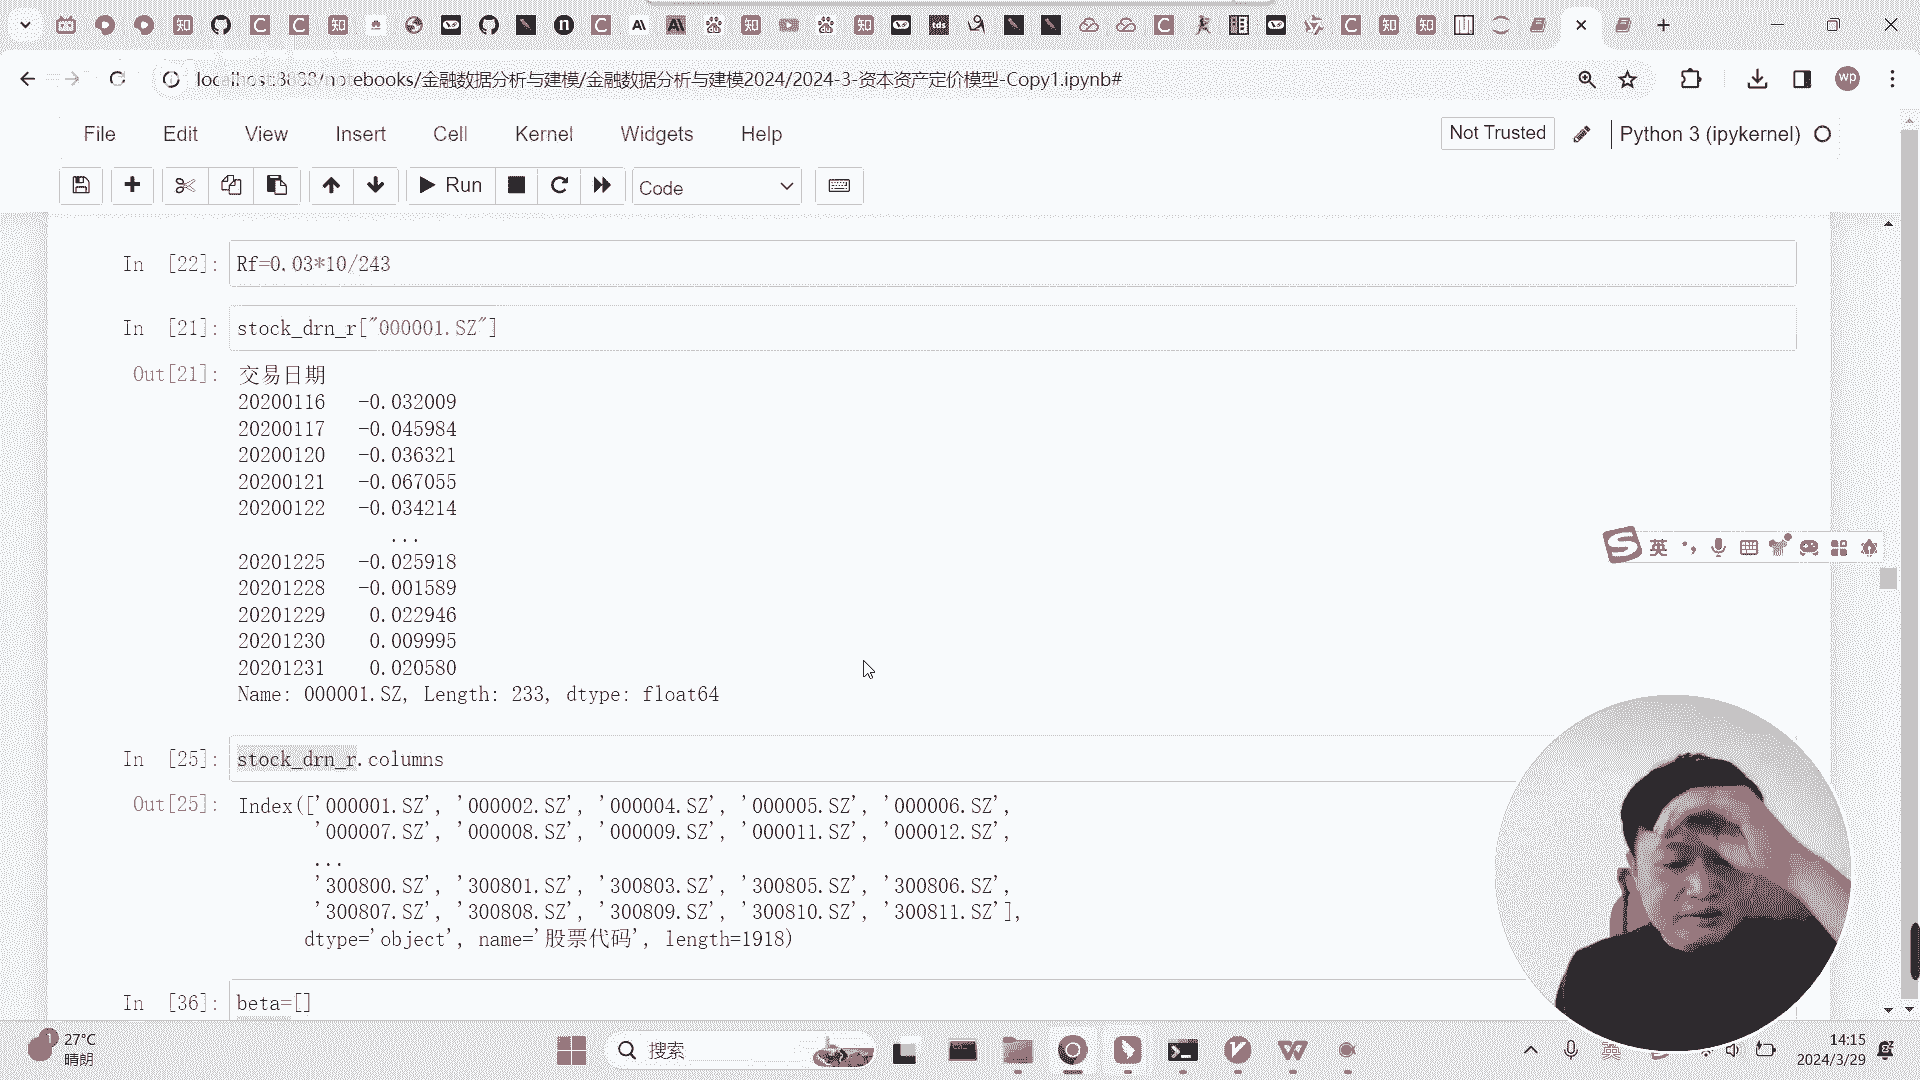 localhost:8888/notebooks/金融数据分析与建模/金融数据分析与建模2024/2024-3-资本资产定价模型-Copy1.ipynb#
wp
File Edit View Insert Cell Kernel Widgets Help
Not Trusted
Python 3 (ipykernel)
Run
Code
In [22]: Rf=0.03*10/243
In [21]: stock_drn_r["000001.SZ"]
Out[21]: 交易日期
20200116 -0.032009
20200117 -0.045984
20200120 -0.036321
20200121 -0.067055
20200122 -0.034214
...
20201225 -0.025918
20201228 -0.001589
20201229 0.022946
20201230 0.009995
20201231 0.020580
Name: 000001.SZ, Length: 233, dtype: float64
英
In [25]: stock_drn_r.columns
Out[25]: Index(['000001.SZ', '000002.SZ', '000004.SZ', '000005.SZ', '000006.SZ',
'000007.SZ', '000008.SZ', '000009.SZ', '000011.SZ', '000012.SZ',
...
'300800.SZ', '300801.SZ', '300803.SZ', '300805.SZ', '300806.SZ',
'300807.SZ', '300808.SZ', '300809.SZ', '300810.SZ', '300811.SZ'],
dtype='object', name='股票代码', length=1918)
In [36]: beta=[]
1
27°C
晴朗
搜索
英
14:15
2024/3/29